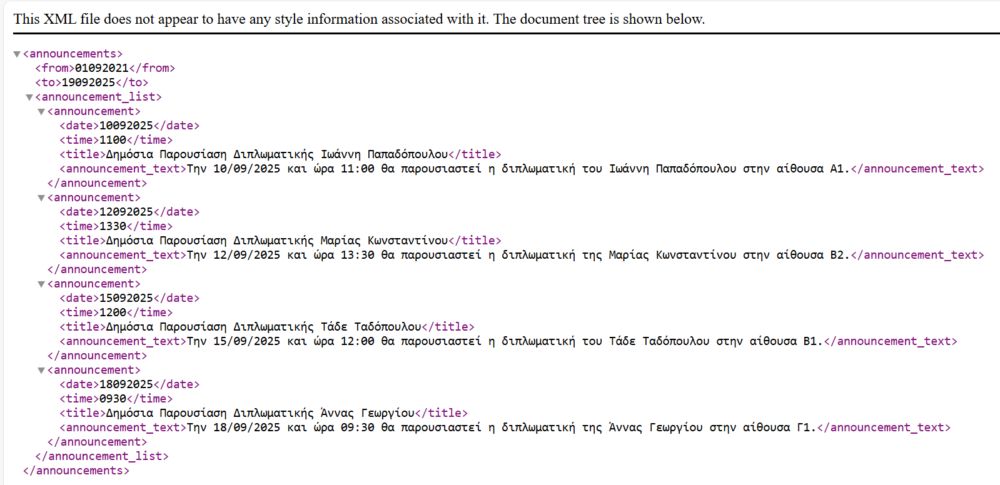 This XML file does not appear to have any style information associated with it. The document tree is shown below.
<announcements>
<from>01092021</from>
<to>19092025</to>
<announcement_list>
<announcement>
<date>10092025</date>
<time>1100</time>
<title>Δημόσια Παρουσίαση Διπλωματικής Ιωάννη Παπαδόπουλου</title>
<announcement_text>Την 10/09/2025 και ώρα 11:00 θα παρουσιαστεί η διπλωματική του Ιωάννη Παπαδόπουλου στην αίθουσα Α1.</announcement_text>
</announcement>
<announcement>
<date>12092025</date>
<time>1330</time>
<title>Δημόσια Παρουσίαση Διπλωματικής Μαρίας Κωνσταντίνου</title>
<announcement_text>Την 12/09/2025 και ώρα 13:30 θα παρουσιαστεί η διπλωματική της Μαρίας Κωνσταντίνου στην αίθουσα Β2.</announcement_text>
</announcement>
<announcement>
<date>15092025</date>
<time>1200</time>
<title>Δημόσια Παρουσίαση Διπλωματικής Τάδε Ταδόπουλου</title>
<announcement_text>Την 15/09/2025 και ώρα 12:00 θα παρουσιαστεί η διπλωματική του Τάδε Ταδόπουλου στην αίθουσα Β1.</announcement_text>
</announcement>
<announcement>
<date>18092025</date>
<time>0930</time>
<title>Δημόσια Παρουσίαση Διπλωματικής Άννας Γεωργίου</title>
<announcement_text>Την 18/09/2025 και ώρα 09:30 θα παρουσιαστεί η διπλωματική της Άννας Γεωργίου στην αίθουσα Γ1.</announcement_text>
</announcement>
</announcement_list>
</announcements>